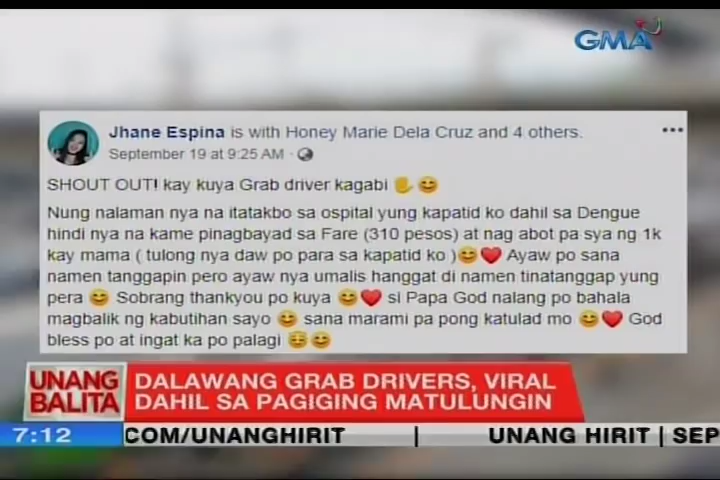 GMA
Jhane Espina is with Honey Marie Dela Cruz and 4 others.
September 19 at 9:25 AM
SHOUT OUT! kay kuya Grab driver kagabi ✋😊
Nung nalaman nya na itatakbo sa ospital yung kapatid ko dahil sa Dengue
hindi nya na kame pinagbayad sa Fare (310 pesos) at nag abot pa sya ng 1k
kay mama ( tulong nya daw po para sa kapatid ko )😊❤️ Ayaw po sana
namen tanggapin pero ayaw nya umalis hanggat di namen tinatanggap yung
pera 😊 Sobrang thankyou po kuya 😊❤️ si Papa God nalang po bahala
magbalik ng kabutihan sayo 😊 sana marami pa pong katulad mo 😊❤️ God
bless po at ingat ka po palagi 😇😊
UNANG
BALITA
DALAWANG GRAB DRIVERS, VIRAL
DAHIL SA PAGIGING MATULUNGIN
7:12 COM/UNANGHIRIT | UNANG HIRIT | SEP